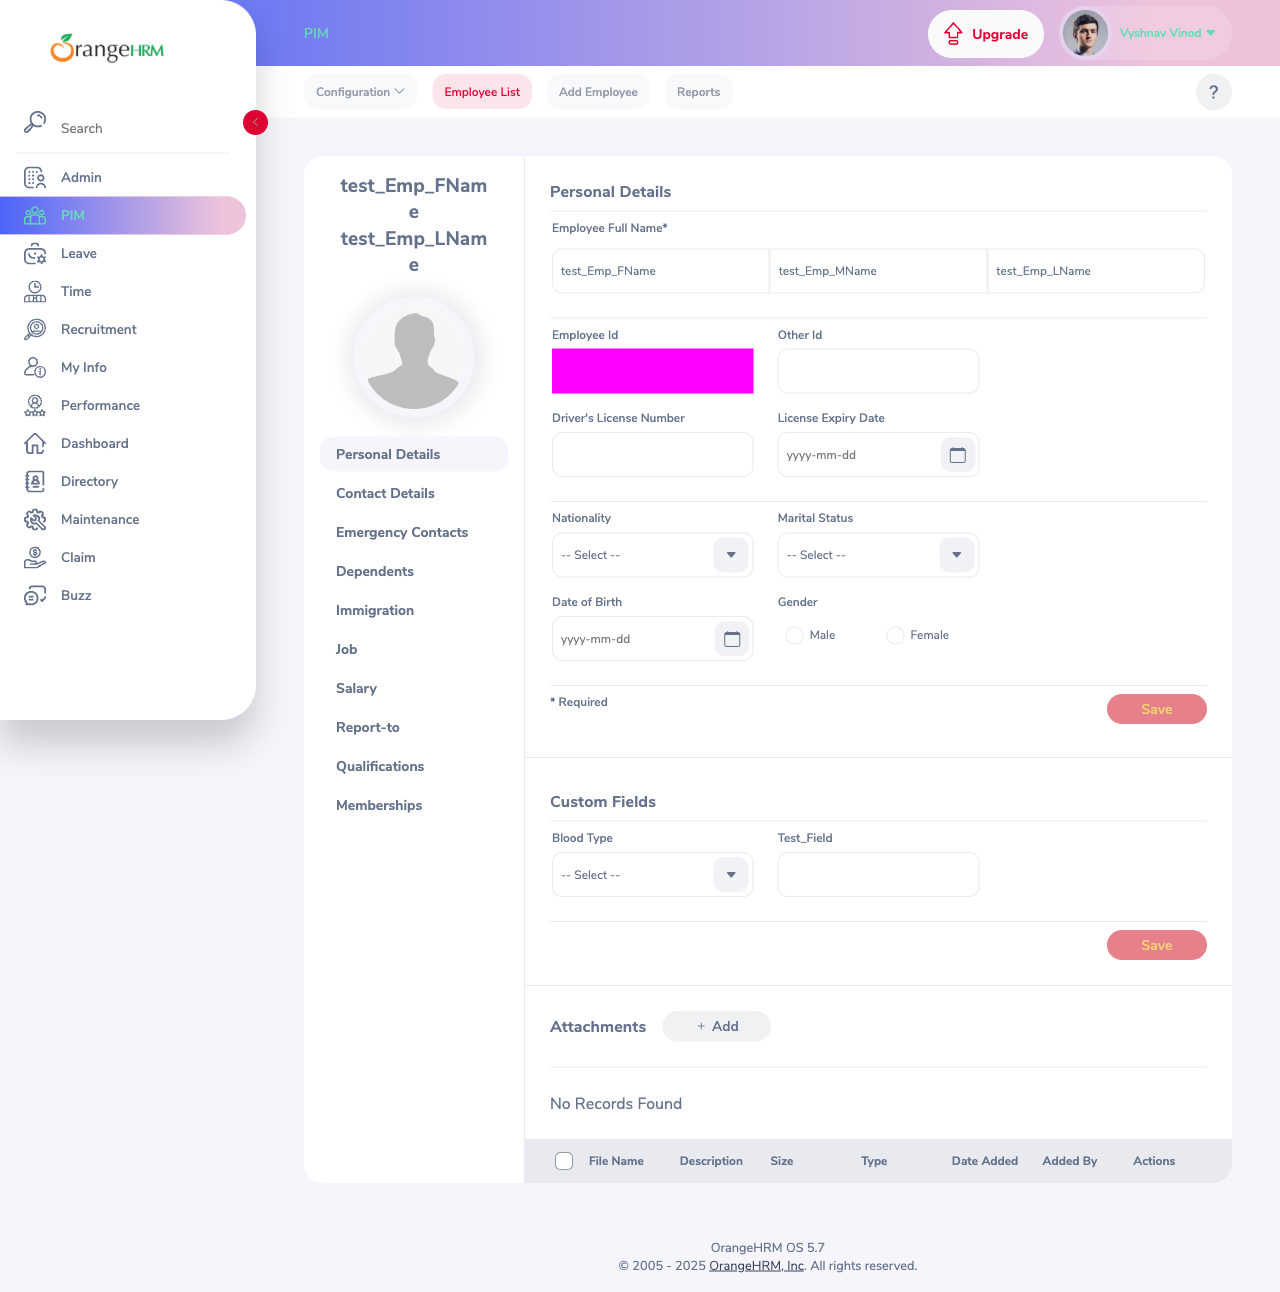 OrangeHRM
PIM
Upgrade
Vyshnav Vinod
Configuration
Employee List
Add Employee
Reports
?
Search
Admin
PIM
Leave
Time
Recruitment
My Info
Performance
Dashboard
Directory
Maintenance
Claim
Buzz
test_Emp_FNam
e
test_Emp_LNam
e
Personal Details
Contact Details
Emergency Contacts
Dependents
Immigration
Job
Salary
Report-to
Qualifications
Memberships
Personal Details
Employee Full Name*
test_Emp_FName
test_Emp_MName
test_Emp_LName
Employee Id
Other Id
Driver's License Number
License Expiry Date
yyyy-mm-dd
Nationality
Marital Status
-- Select --
-- Select --
Date of Birth
Gender
yyyy-mm-dd
Male
Female
* Required
Save
Custom Fields
Blood Type
Test_Field
-- Select --
Save
Attachments
+ Add
No Records Found
File Name
Description
Size
Type
Date Added
Added By
Actions
OrangeHRM OS 5.7
© 2005 - 2025 OrangeHRM, Inc. All rights reserved.